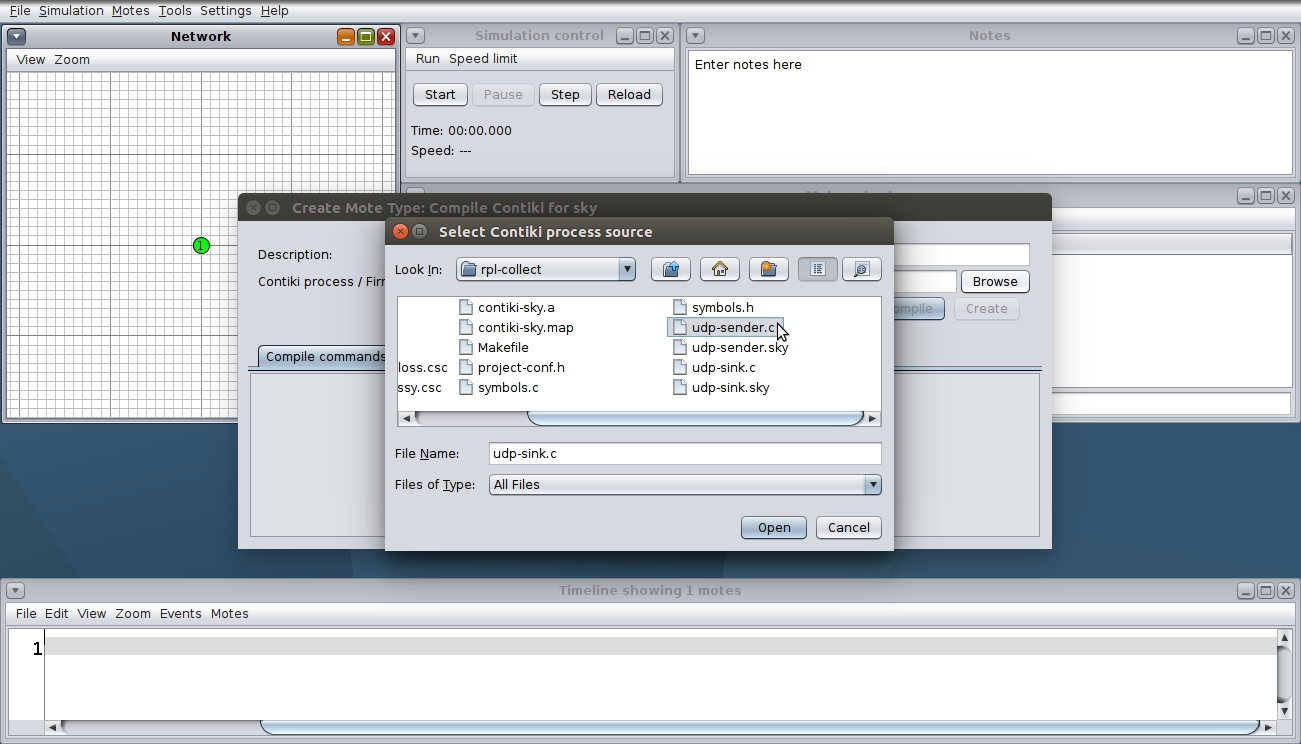 File Simulation Motes Tools Settings Help
Network
View Zoom
1
Simulation control
Run Speed limit
Start Pause Step Reload
Time: 00:00.000
Speed: ---
Notes
Enter notes here
Create Mote Type: Compile Contiki for sky
Description:
Contiki process / Firr
Browse
ompile Create
Compile commands
Select Contiki process source
Look In: rpl-collect
contiki-sky.a symbols.h
contiki-sky.map udp-sender.c
Makefile udp-sender.sky
loss.csc project-conf.h udp-sink.c
ssy.csc symbols.c udp-sink.sky
File Name: udp-sink.c
Files of Type: All Files
Open Cancel
Timeline showing 1 motes
File Edit View Zoom Events Motes
1